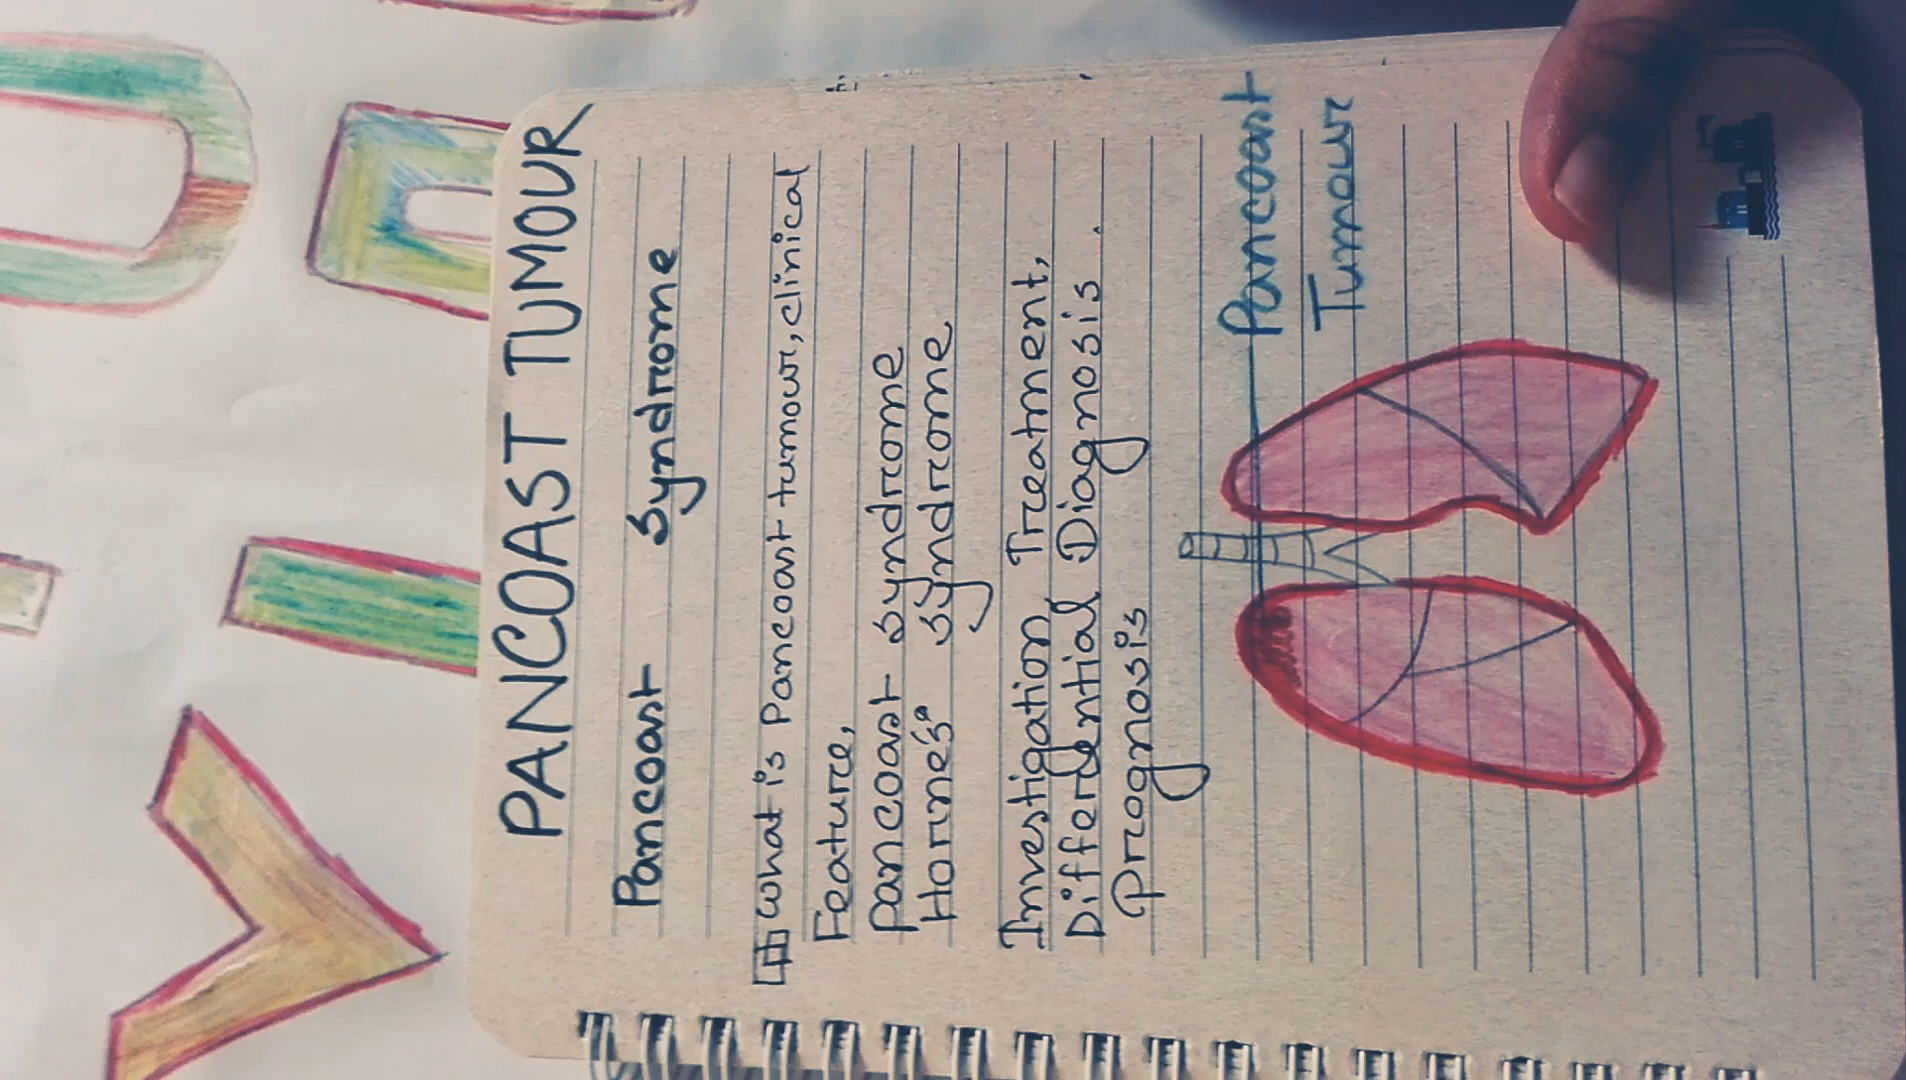 PANCOAST TUMOUR
Pancoast Syndrome
What is Pancoast tumour, clinical
Feature,
pancoast syndrome
Horne's syndrome
Investigation, Treatment,
Differential Diagnosis.
Prognosis
Pancoast
Tumour